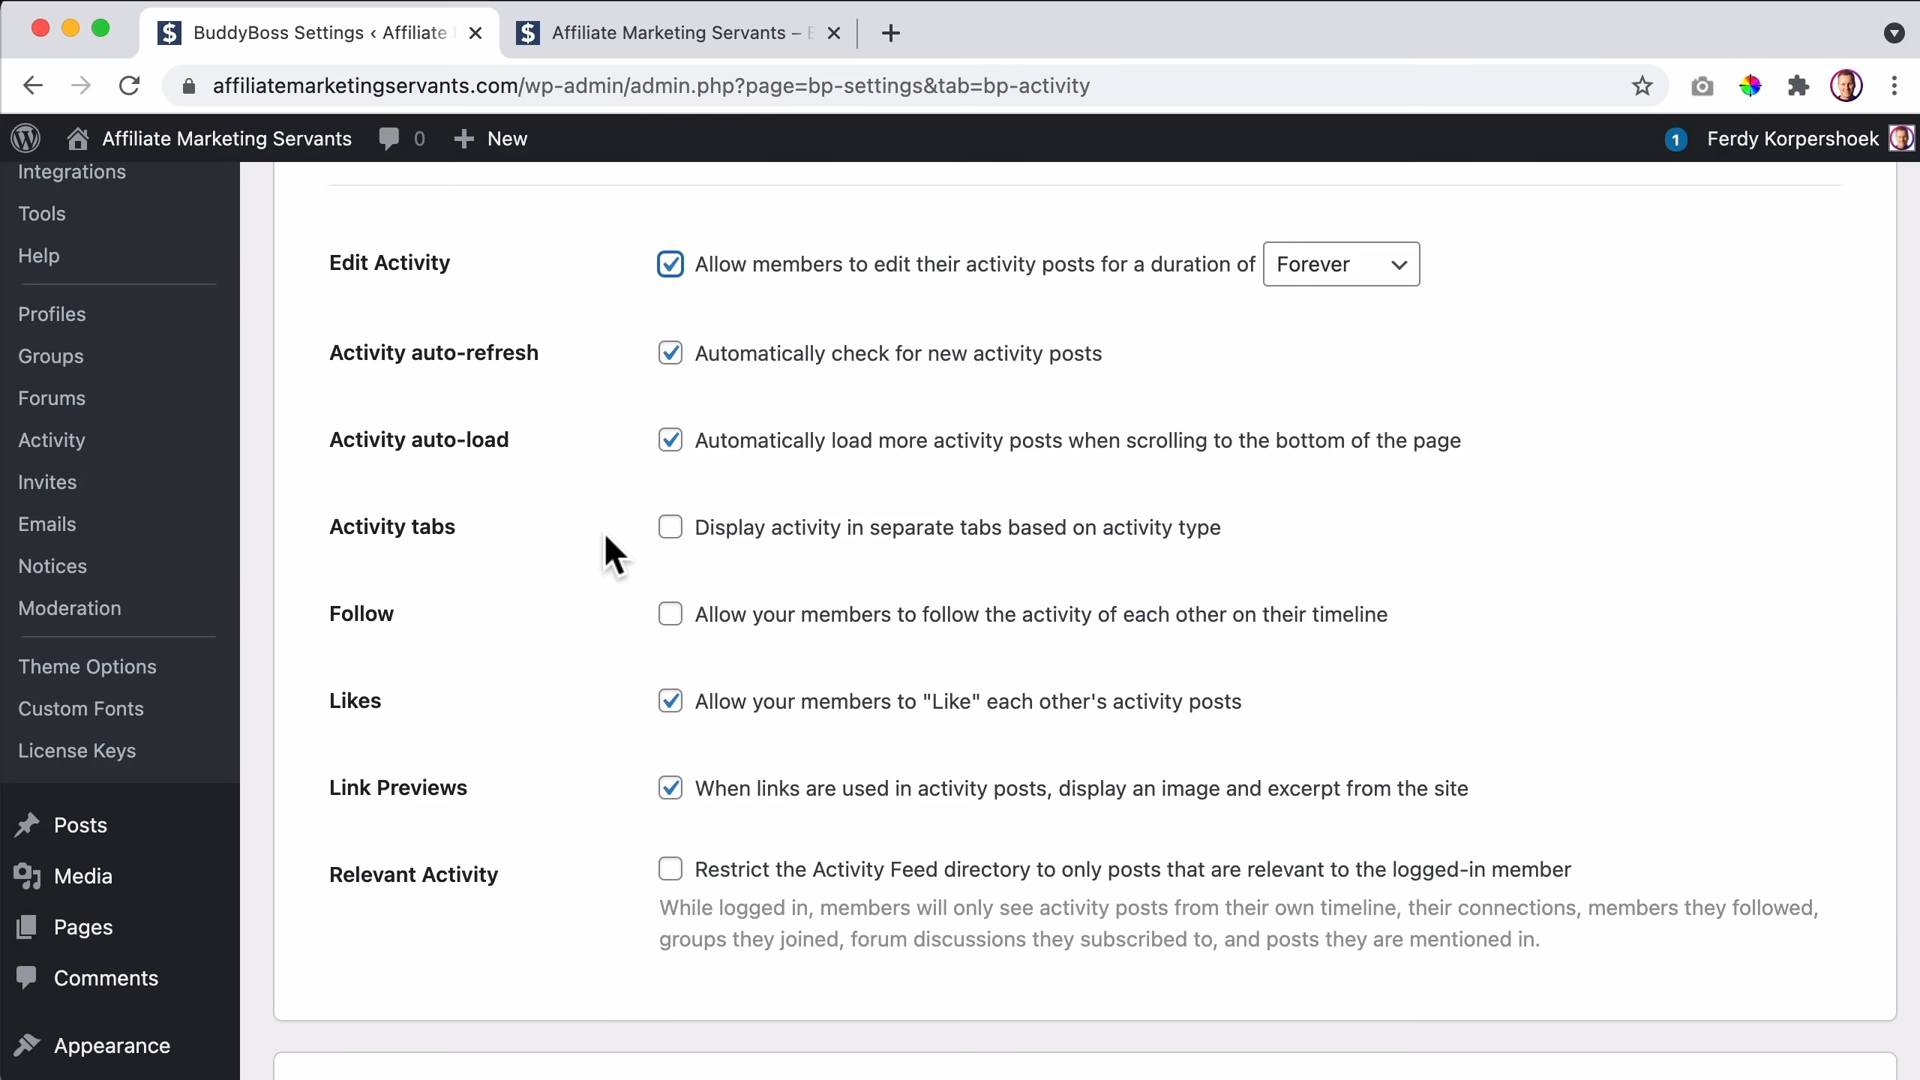 BuddyBoss Settings ‹ Affiliate
Affiliate Marketing Servants –
affiliatemarketingservants.com/wp-admin/admin.php?page=bp-settings&tab=bp-activity
Affiliate Marketing Servants
0
New
1
Ferdy Korpershoek
Integrations
Tools
Help
Profiles
Groups
Forums
Activity
Invites
Emails
Notices
Moderation
Theme Options
Custom Fonts
License Keys
Posts
Media
Pages
Comments
Appearance
Edit Activity
Allow members to edit their activity posts for a duration of Forever
Activity auto-refresh
Automatically check for new activity posts
Activity auto-load
Automatically load more activity posts when scrolling to the bottom of the page
Activity tabs
Display activity in separate tabs based on activity type
Follow
Allow your members to follow the activity of each other on their timeline
Likes
Allow your members to "Like" each other's activity posts
Link Previews
When links are used in activity posts, display an image and excerpt from the site
Relevant Activity
Restrict the Activity Feed directory to only posts that are relevant to the logged-in member
While logged in, members will only see activity posts from their own timeline, their connections, members they followed,
groups they joined, forum discussions they subscribed to, and posts they are mentioned in.